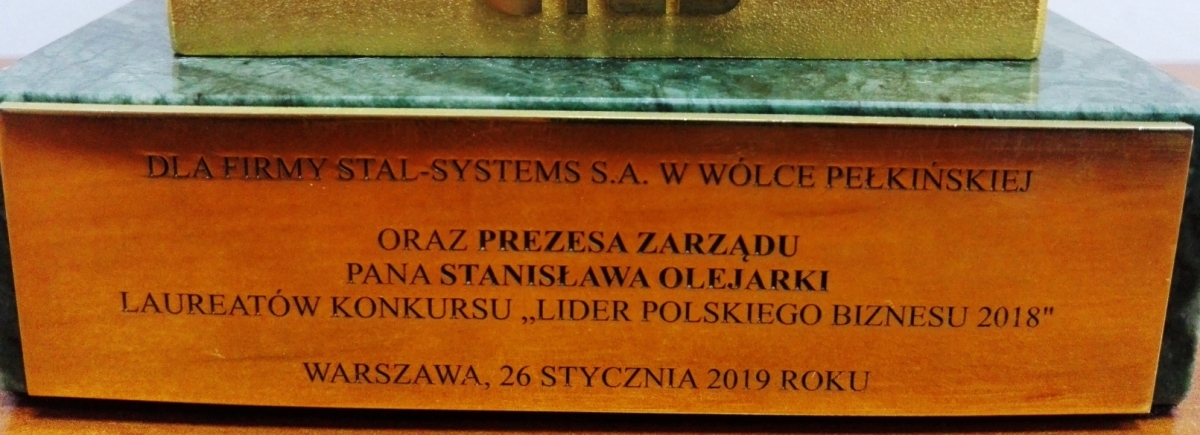 DLA FIRMY STAL-SYSTEMS S.A. W WÓLCE PEŁKIŃSKIEJ
ORAZ PREZESA ZARZĄDU
PANA STANISŁAWA OLEJARKI
LAUREATÓW KONKURSU „LIDER POLSKIEGO BIZNESU 2018"
WARSZAWA, 26 STYCZNIA 2019 ROKU